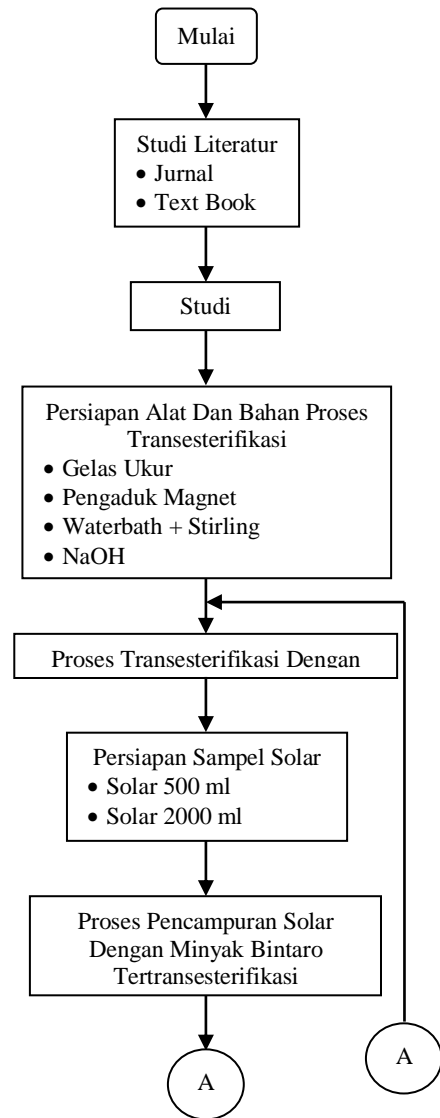 Mulai
Studi Literatur
• Jurnal
• Text Book
Studi
Persiapan Alat Dan Bahan Proses
Transesterifikasi
• Gelas Ukur
• Pengaduk Magnet
• Waterbath + Stirling
• NaOH
Proses Transesterifikasi Dengan
Persiapan Sampel Solar
• Solar 500 ml
• Solar 2000 ml
Proses Pencampuran Solar
Dengan Minyak Bintaro
Tertransesterifikasi
A
A